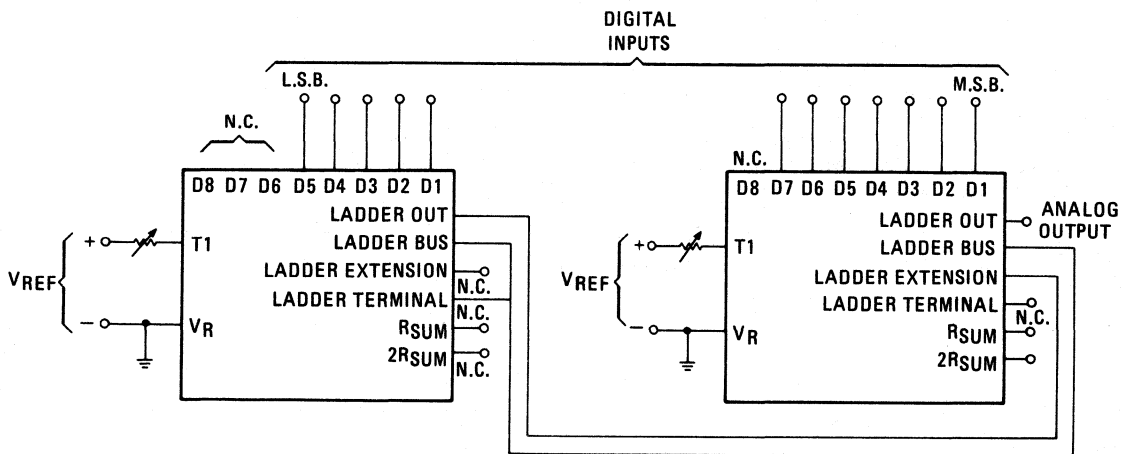 DIGITAL
INPUTS
L.S.B.
M.S.B.
N.C.
N.C.
D8 D7 D6 D5 D4 D3 D2 D1
D8 D7 D6 D5 D4 D3 D2 D1
LADDER OUT
LADDER BUS
LADDER EXTENSION
N.C.
LADDER TERMINAL
N.C.
RSUM
2RSUM
N.C.
+
T1
VREF
−
VR
LADDER OUT
ANALOG
OUTPUT
LADDER BUS
LADDER EXTENSION
LADDER TERMINAL
N.C.
RSUM
2RSUM
+
T1
VREF
−
VR